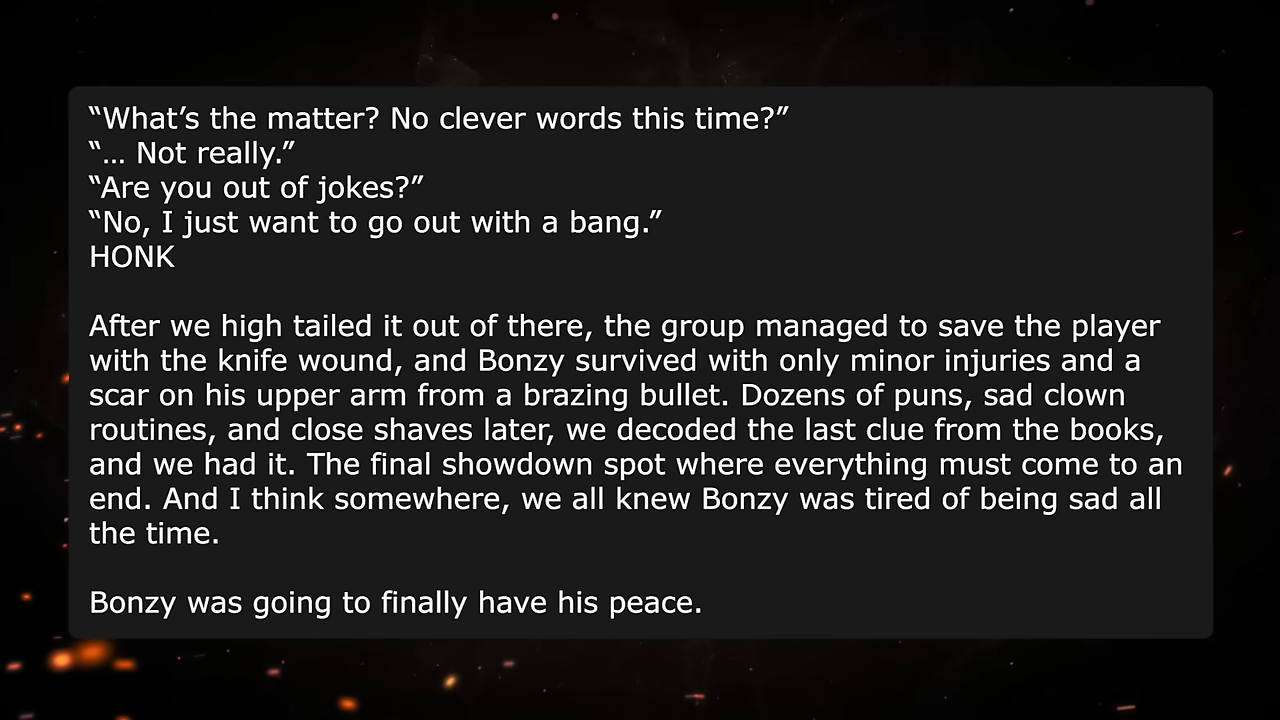 “What’s the matter? No clever words this time?”
“… Not really.”
“Are you out of jokes?”
“No, I just want to go out with a bang.”
HONK
After we high tailed it out of there, the group managed to save the player
with the knife wound, and Bonzy survived with only minor injuries and a
scar on his upper arm from a brazing bullet. Dozens of puns, sad clown
routines, and close shaves later, we decoded the last clue from the books,
and we had it. The final showdown spot where everything must come to an
end. And I think somewhere, we all knew Bonzy was tired of being sad all
the time.
Bonzy was going to finally have his peace.